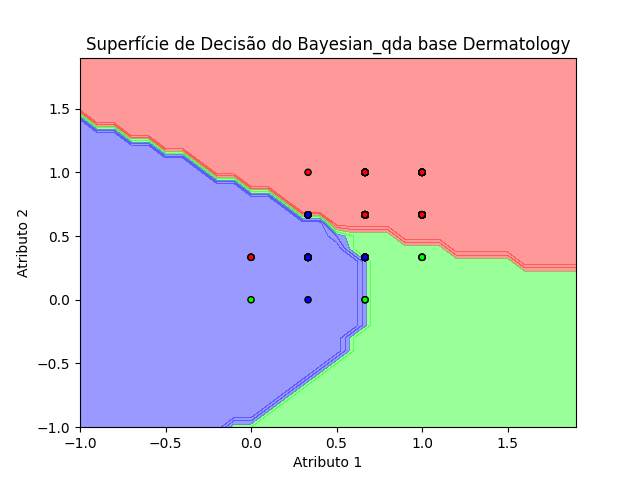 Superfície de Decisão do Bayesian_qda base Dermatology
Atributo 2
1.5
1.0
0.5
0.0
−0.5
−1.0
−1.0 −0.5 0.0 0.5 1.0 1.5
Atributo 1